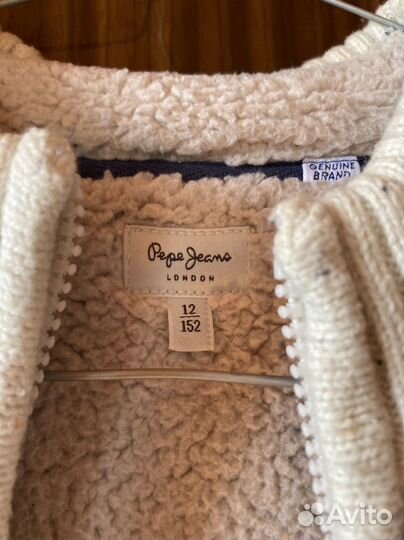 GENUINE
BRAND
Pepe Jeans
LONDON
12
152
Avito